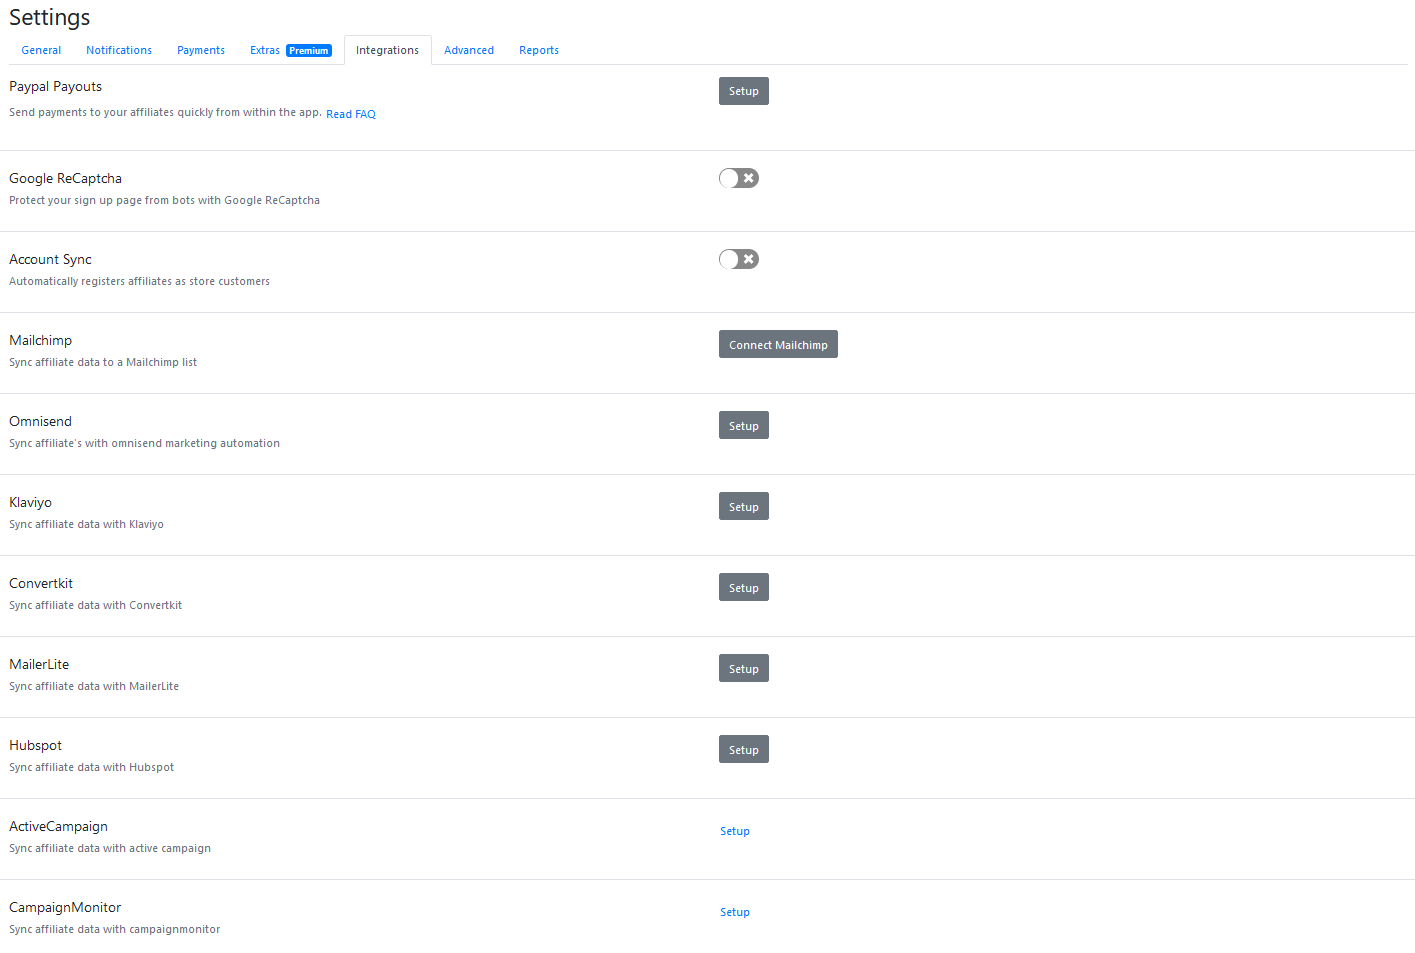 Settings
General Notifications Payments Extras Premium Integrations Advanced Reports
Paypal Payouts
Setup
Send payments to your affiliates quickly from within the app. Read FAQ
Google ReCaptcha
Protect your sign up page from bots with Google ReCaptcha
Account Sync
Automatically registers affiliates as store customers
Mailchimp
Connect Mailchimp
Sync affiliate data to a Mailchimp list
Omnisend
Setup
Sync affiliate's with omnisend marketing automation
Klaviyo
Setup
Sync affiliate data with Klaviyo
Convertkit
Setup
Sync affiliate data with Convertkit
MailerLite
Setup
Sync affiliate data with MailerLite
Hubspot
Setup
Sync affiliate data with Hubspot
ActiveCampaign
Setup
Sync affiliate data with active campaign
CampaignMonitor
Setup
Sync affiliate data with campaignmonitor